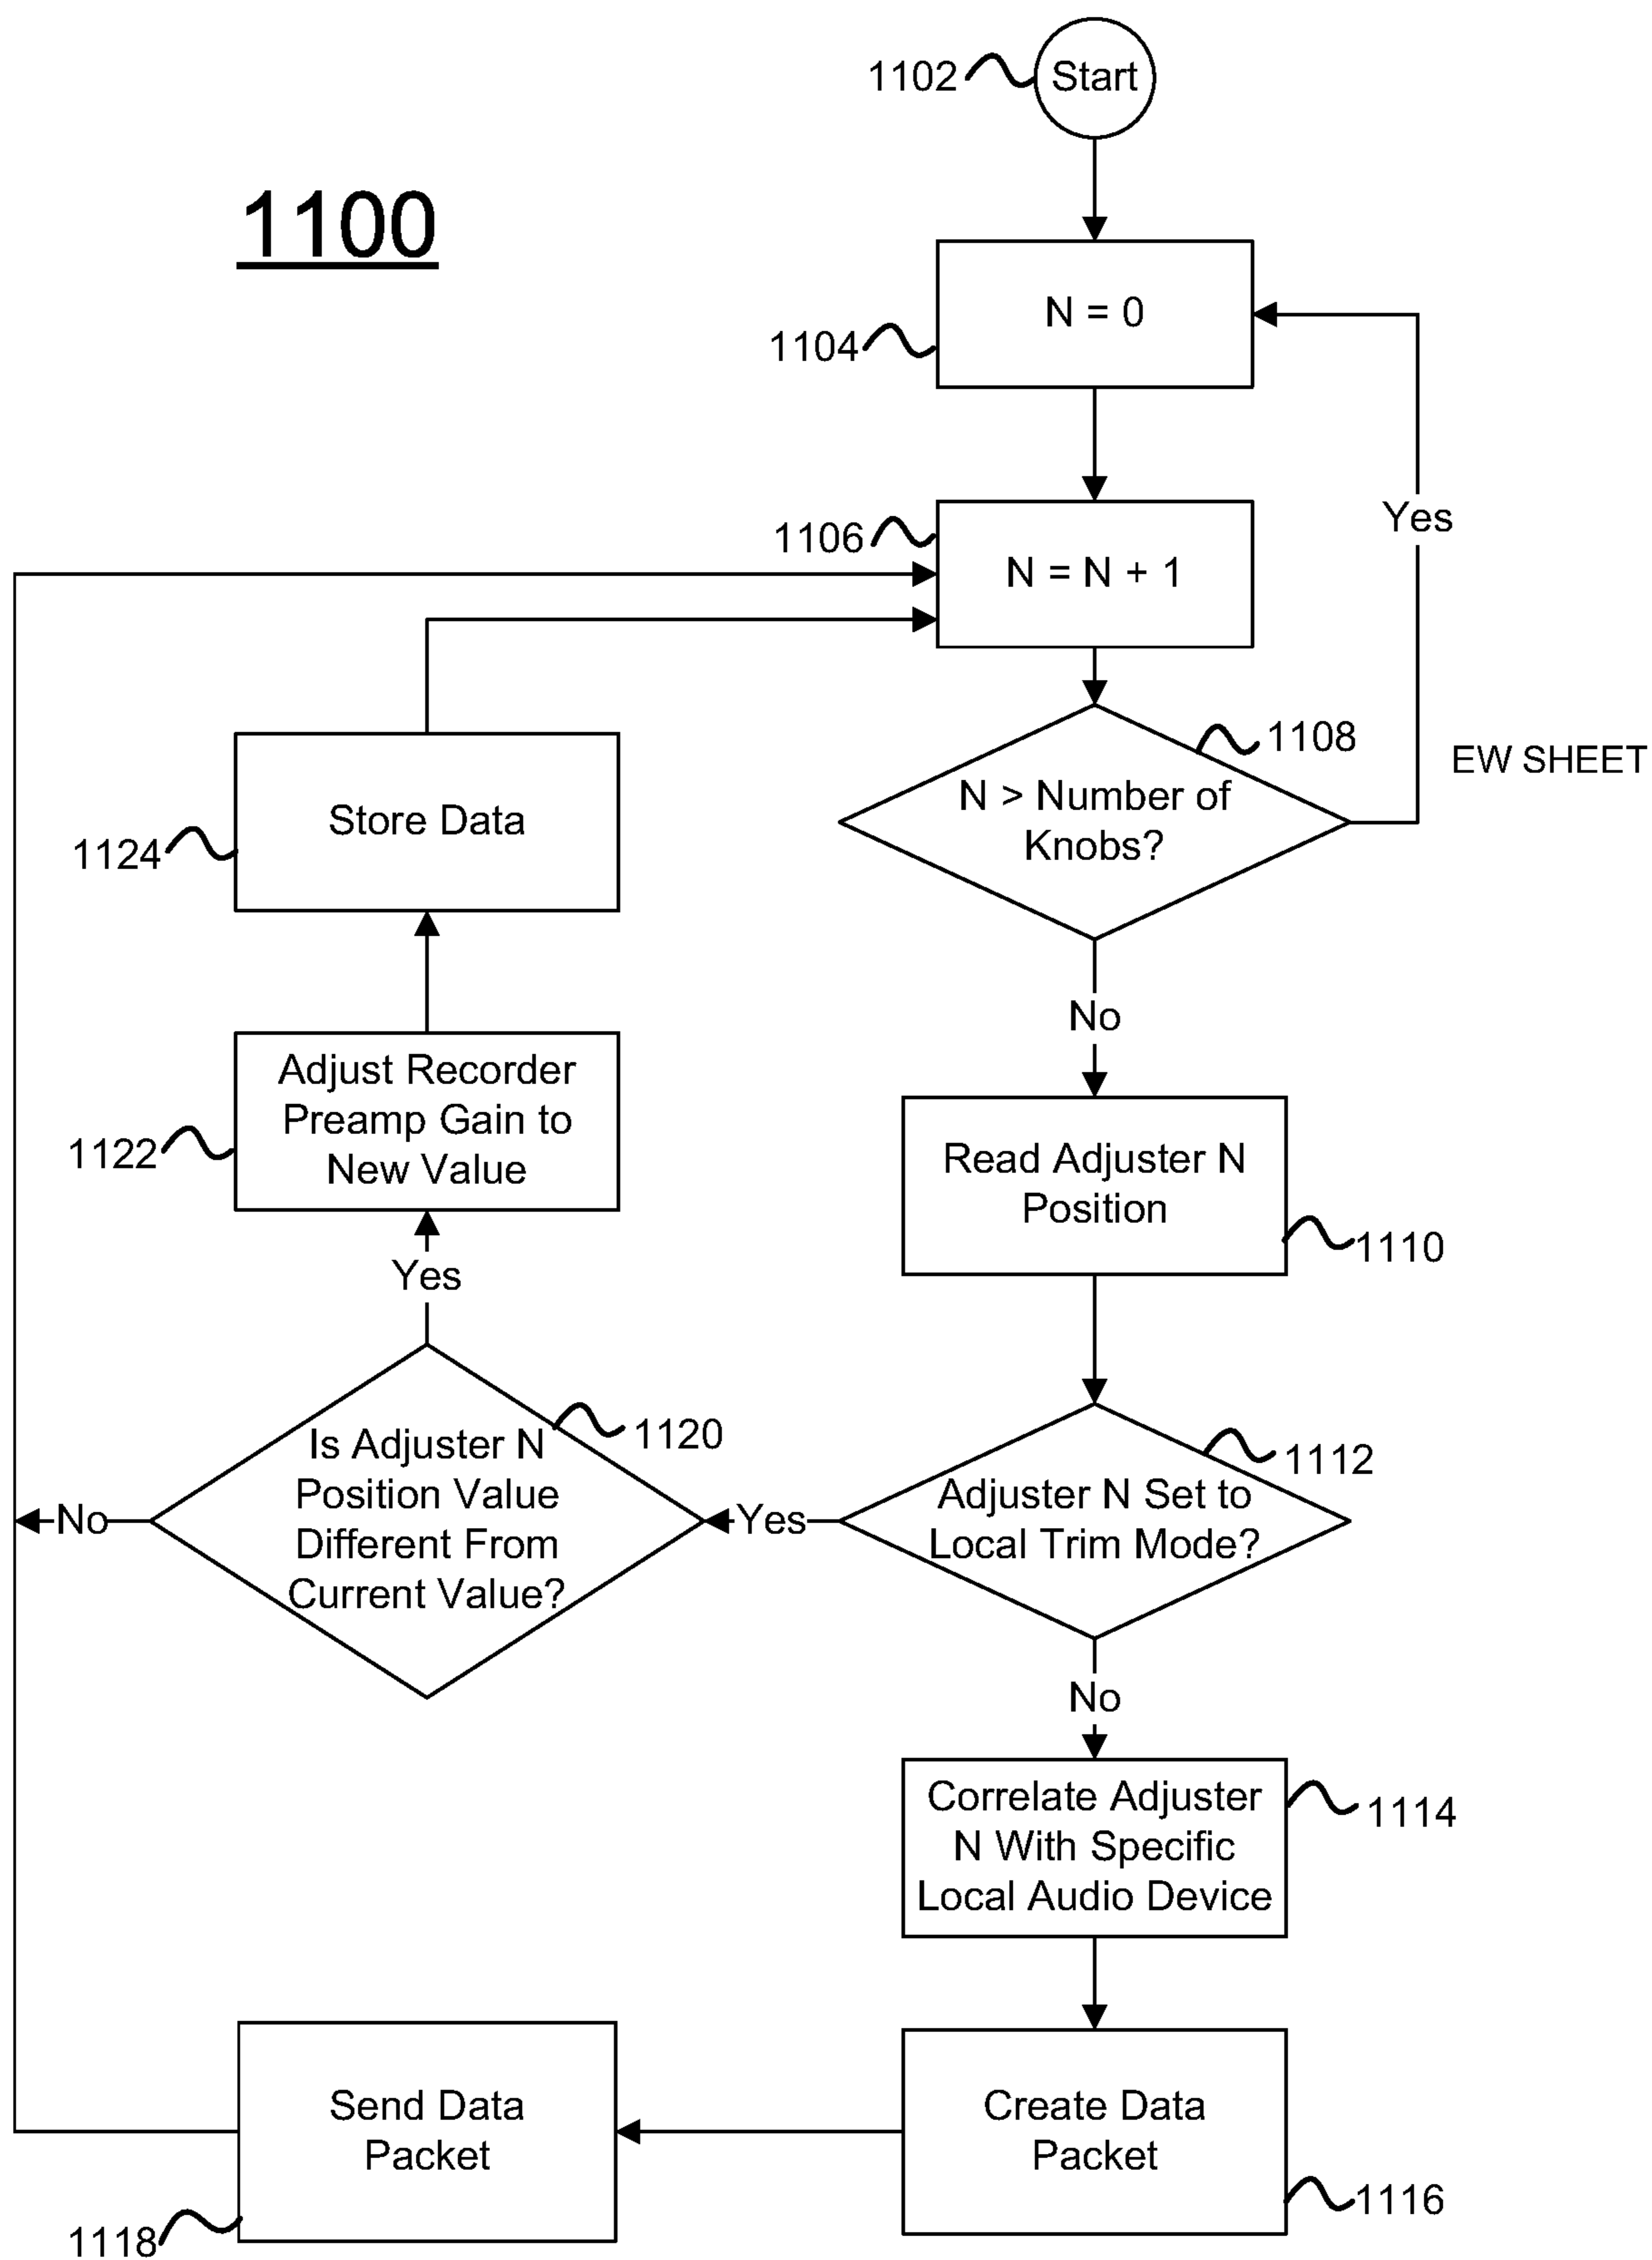 1102
Start
1100
N = 0
1104
1106
N = N + 1
Yes
1108
EW SHEET
N > Number of
Knobs?
Store Data
1124
No
Adjust Recorder
Preamp Gain to
New Value
1122
Read Adjuster N
Position
1110
Yes
1120
Is Adjuster N
Position Value
Different From
Current Value?
No
Yes
1112
Adjuster N Set to
Local Trim Mode?
No
Correlate Adjuster
N With Specific
Local Audio Device
1114
Send Data
Packet
1118
Create Data
Packet
1116